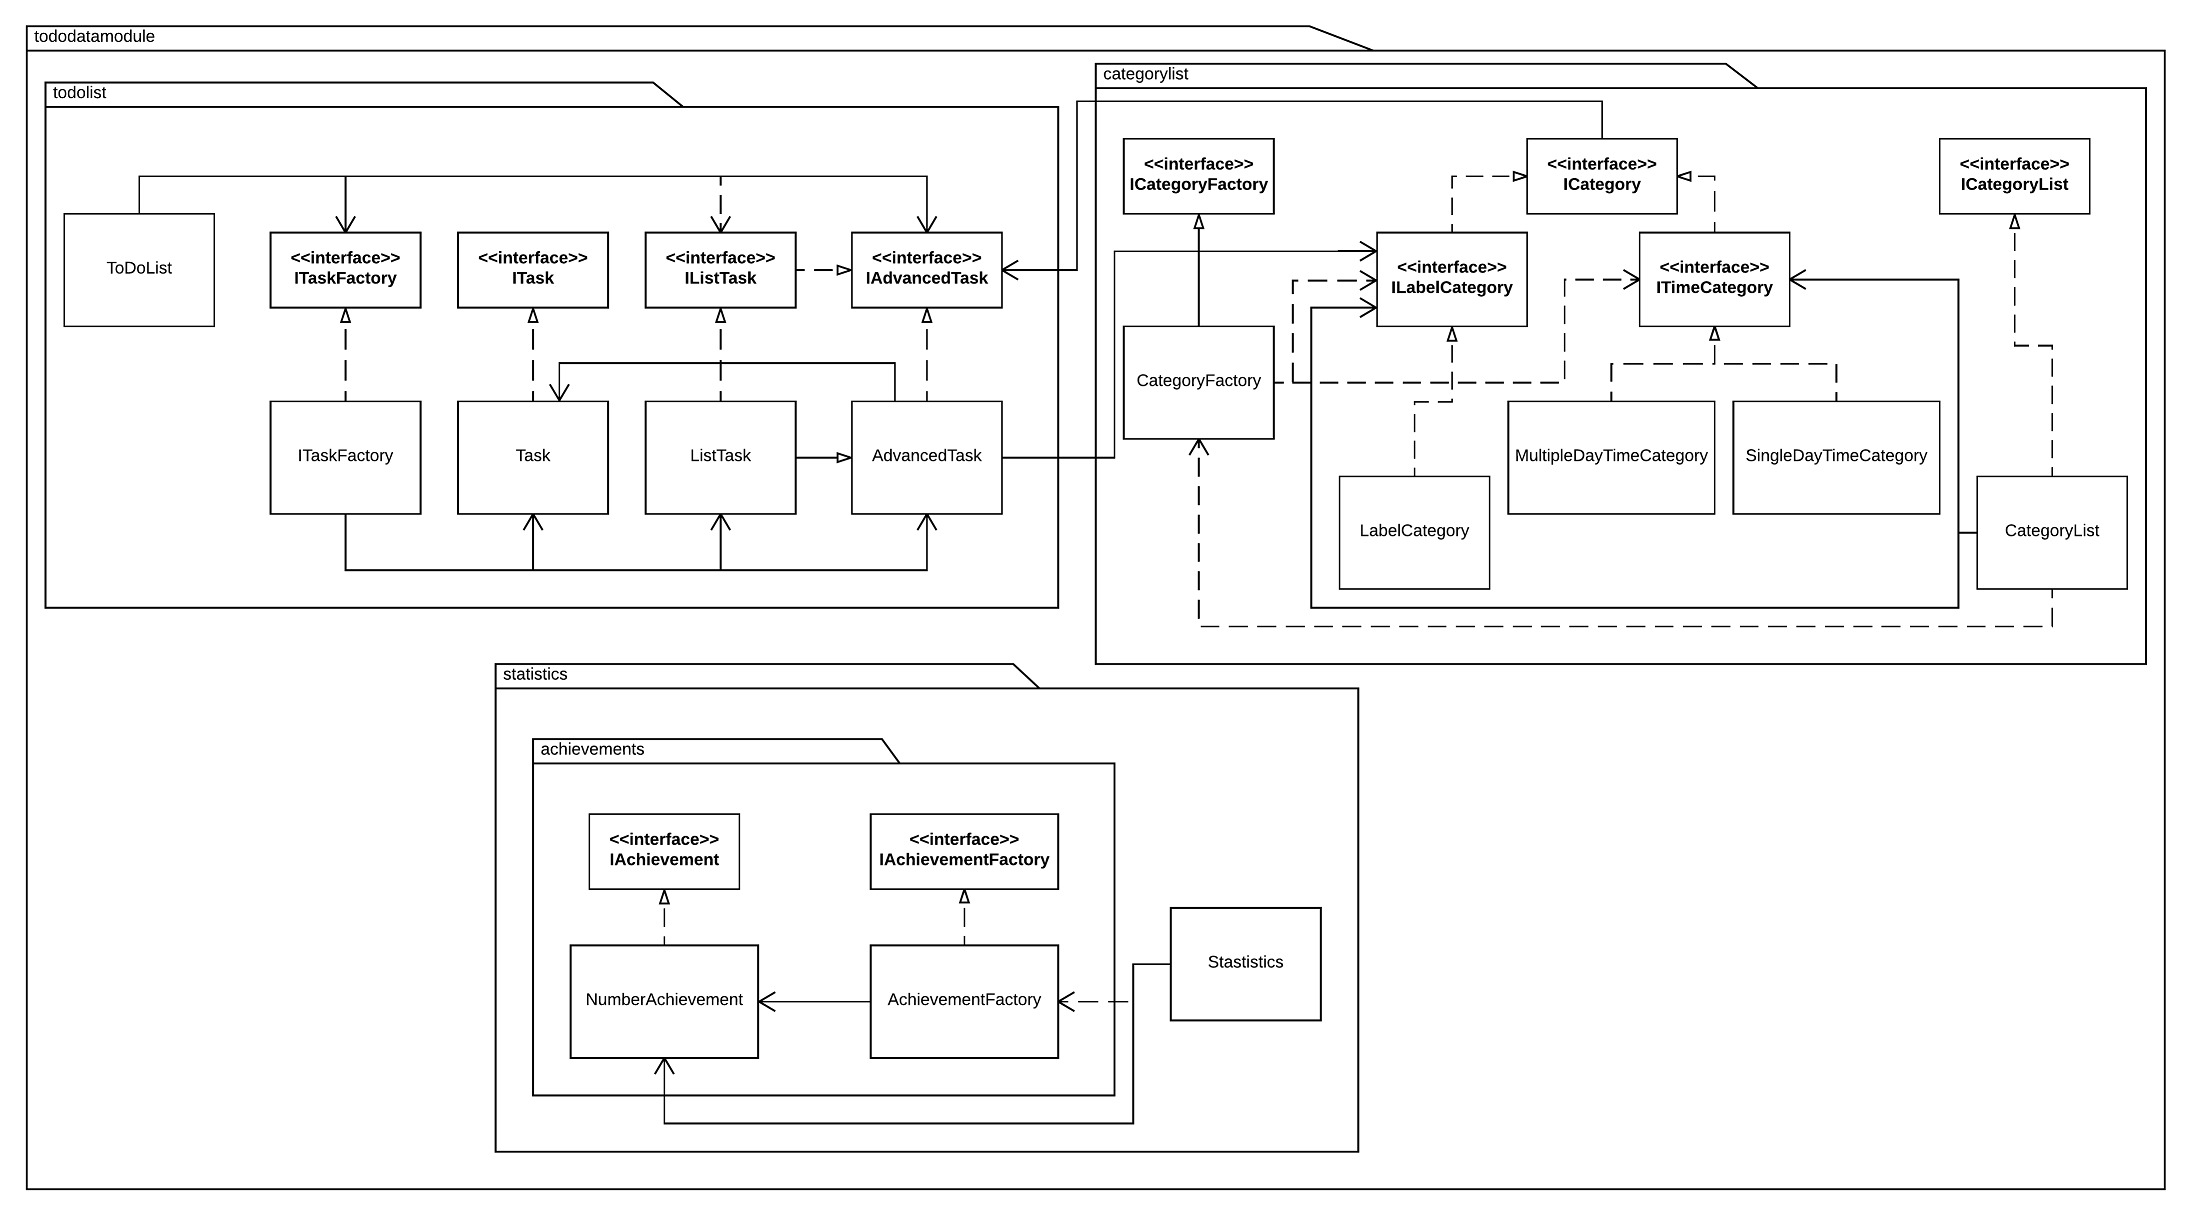 tododatamodule
todolist
categorylist
<<interface>>
ICategoryFactory
<<interface>>
ICategory
<<interface>>
ICategoryList
ToDoList
<<interface>>
ITaskFactory
<<interface>>
ITask
<<interface>>
IListTask
<<interface>>
IAdvancedTask
<<interface>>
ILabelCategory
<<interface>>
ITimeCategory
CategoryFactory
ITaskFactory
Task
ListTask
AdvancedTask
MultipleDayTimeCategory
SingleDayTimeCategory
LabelCategory
CategoryList
statistics
achievements
<<interface>>
IAchievement
<<interface>>
IAchievementFactory
Stastistics
NumberAchievement
AchievementFactory